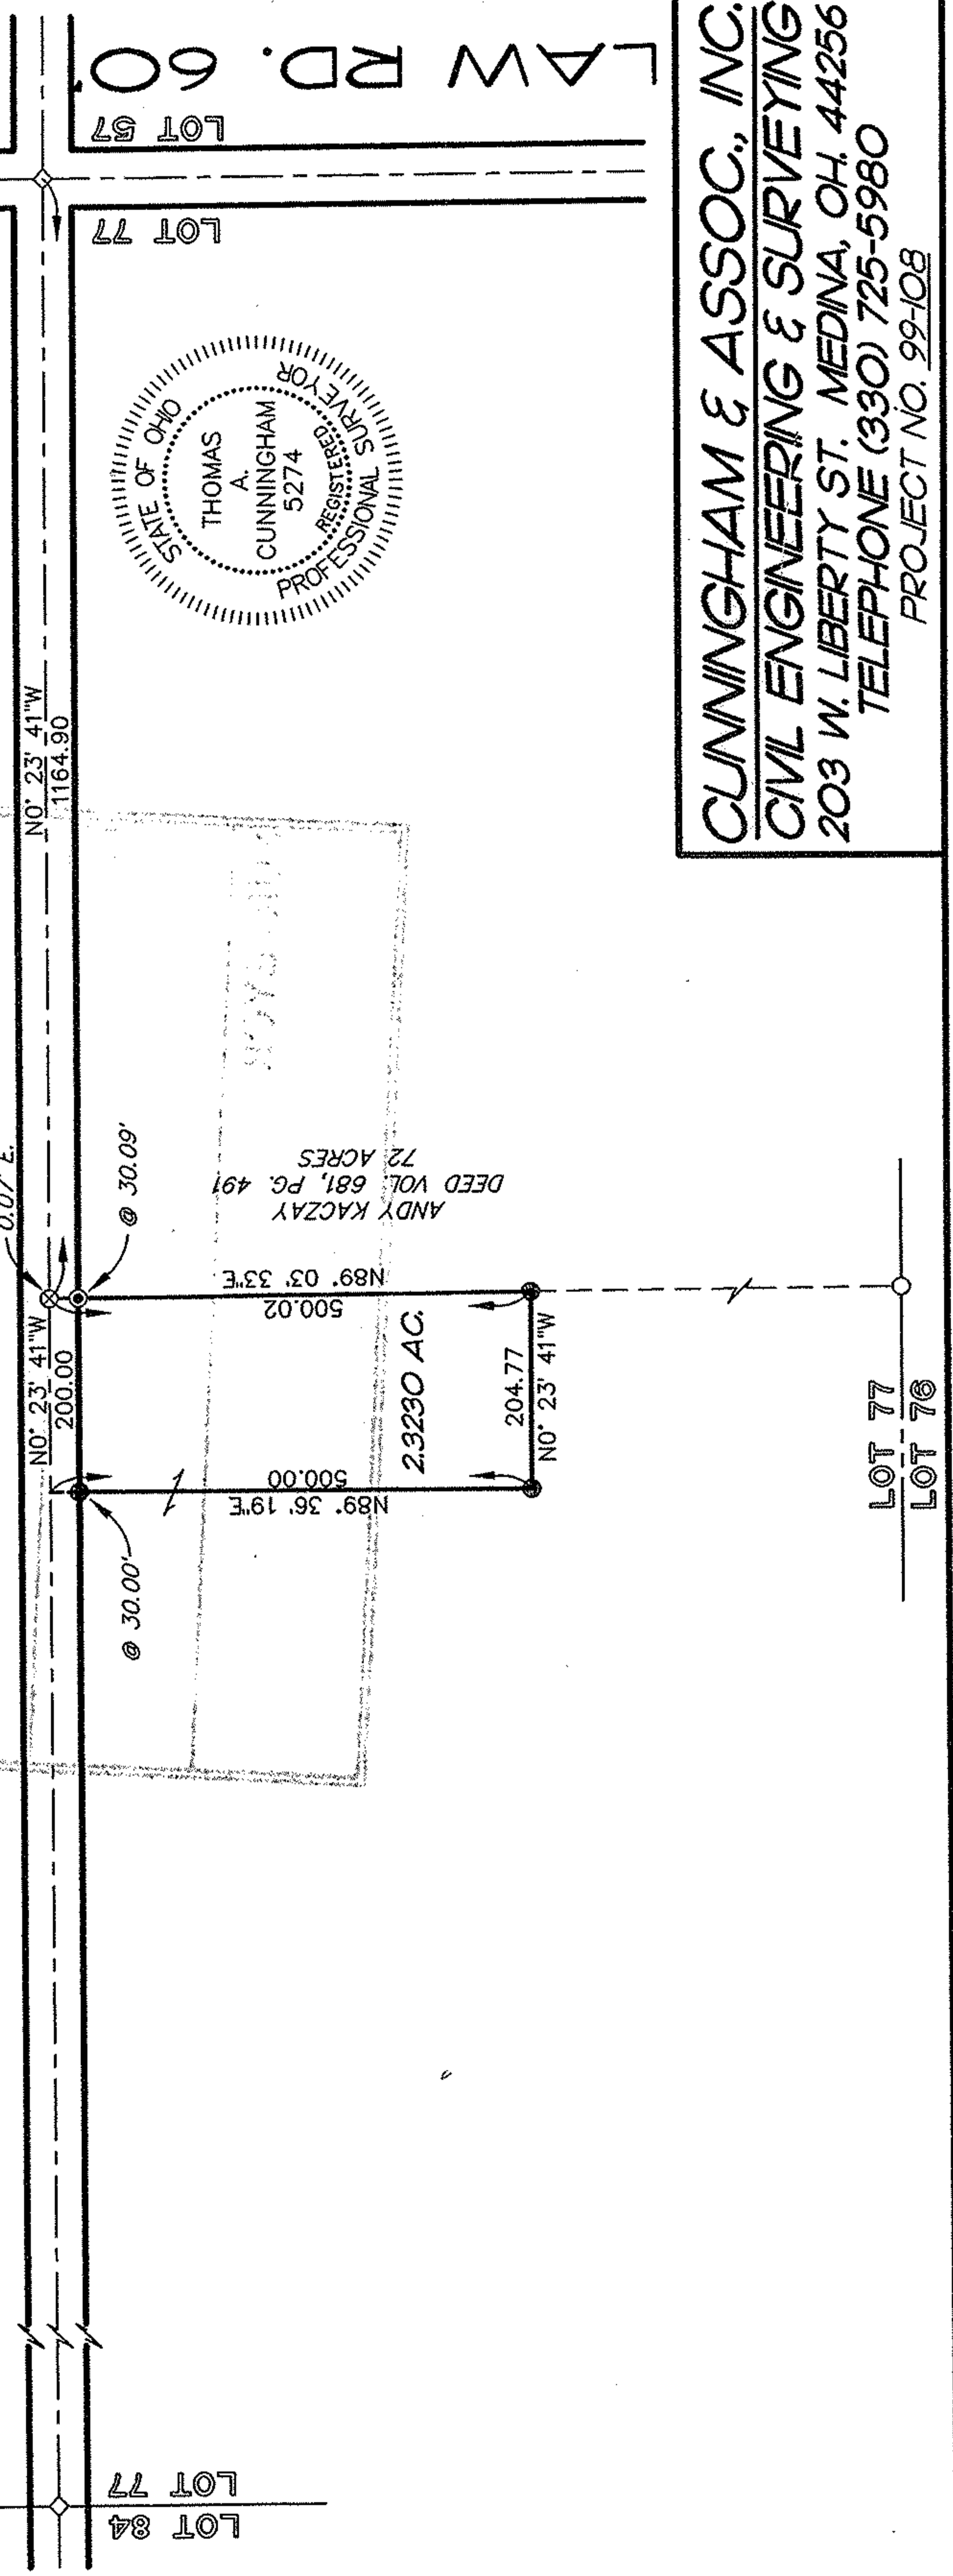 LAW RD. 60'
LOT 57
LOT 77
STATE OF OHIO
THOMAS
A.
CUNNINGHAM
5274
REGISTERED
PROFESSIONAL SURVEYOR
N0° 23' 41"W
1164.90
0.07' E.
@ 30.09'
N0° 23' 41"W
200.00
@ 30.00'
ANDY KACZAY
DEED VOL. 681, PG. 491
72 ACRES
N89° 03' 33"E
500.02
2.3230 AC.
N89° 36' 19"E
500.00
204.77
N0° 23' 41"W
LOT 77
LOT 76
LOT 77
LOT 84
CUNNINGHAM & ASSOC., INC.
CIVIL ENGINEERING & SURVEYING
203 W. LIBERTY ST. MEDINA, OH. 44256
TELEPHONE (330) 725-5980
PROJECT NO. 99-108